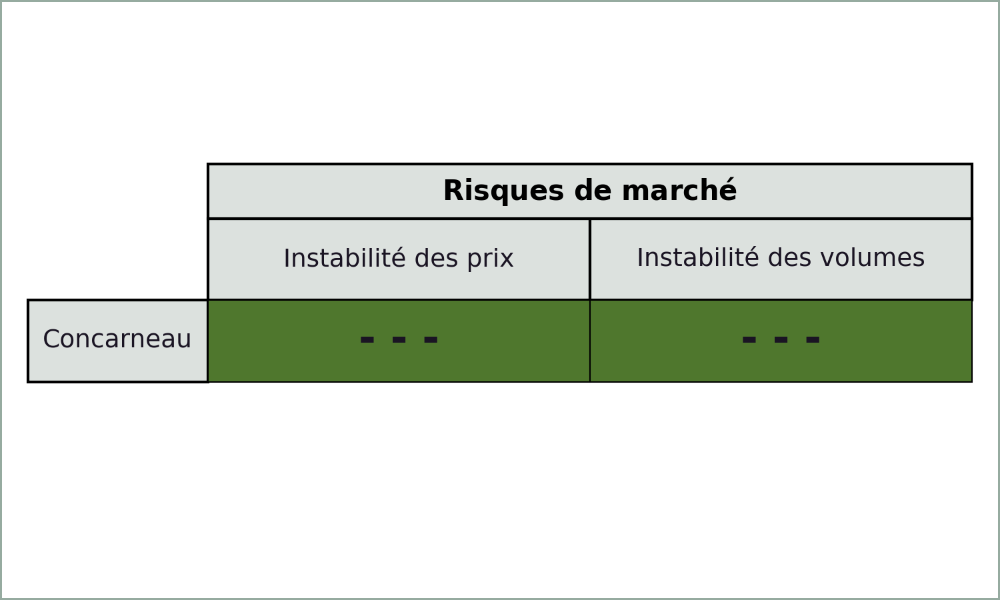 Risques de marché
Instabilité des prix
Instabilité des volumes
Concarneau
- - -
- - -